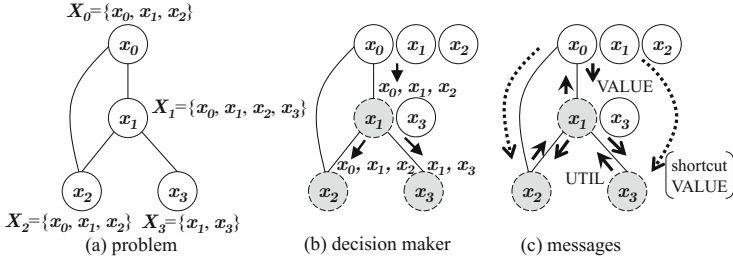 X₀={x₀, x₁, x₂}
x₀
x₁
X₁={x₀, x₁, x₂, x₃}
x₂
x₃
X₂={x₀, x₁, x₂}
X₃={x₁, x₃}
(a) problem
x₀ x₁ x₂
x₀, x₁, x₂
x₁ x₃
x₀, x₁, x₂
x₁, x₃
x₂
x₃
(b) decision maker
x₀ x₁ x₂
VALUE
x₁ x₃
UTIL
shortcut
VALUE
x₂
x₃
(c) messages